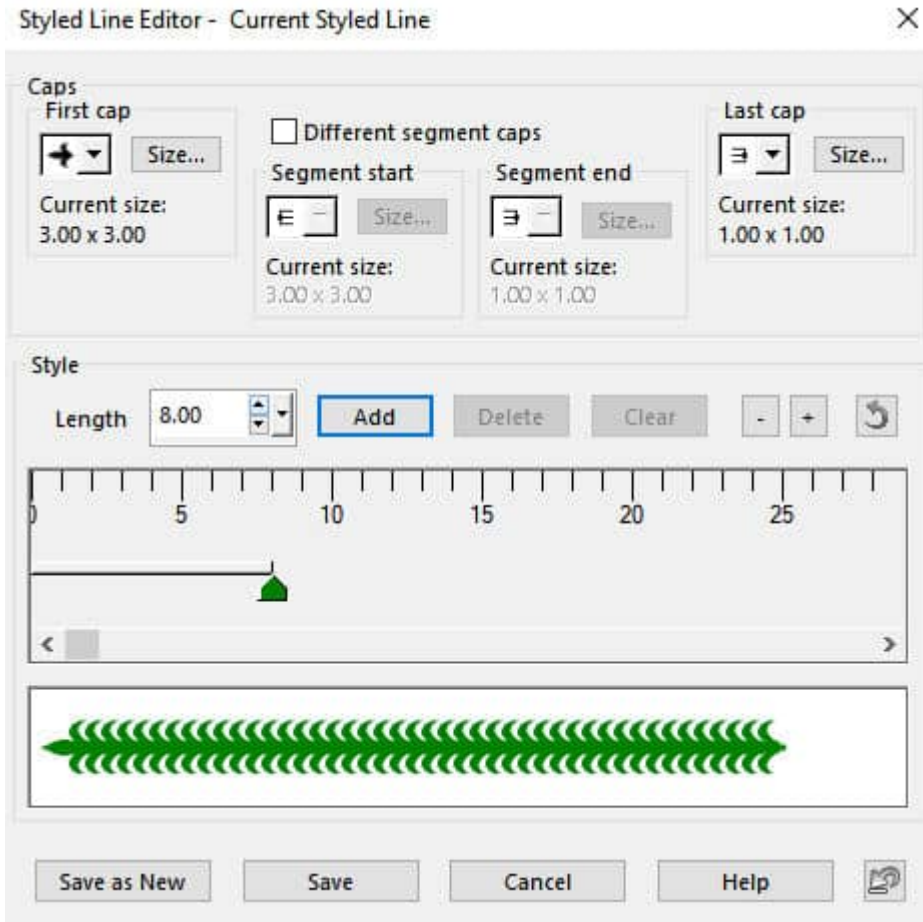 Styled Line Editor - Current Styled Line
Caps
First cap
Size...
Current size:
3.00 x 3.00
Different segment caps
Segment start
Size...
Current size:
3.00 x 3.00
Segment end
Size...
Current size:
1.00 x 1.00
Last cap
Size...
Current size:
1.00 x 1.00
Style
Length 8.00 Add Delete Clear - +
0 5 10 15 20 25
Save as New Save Cancel Help